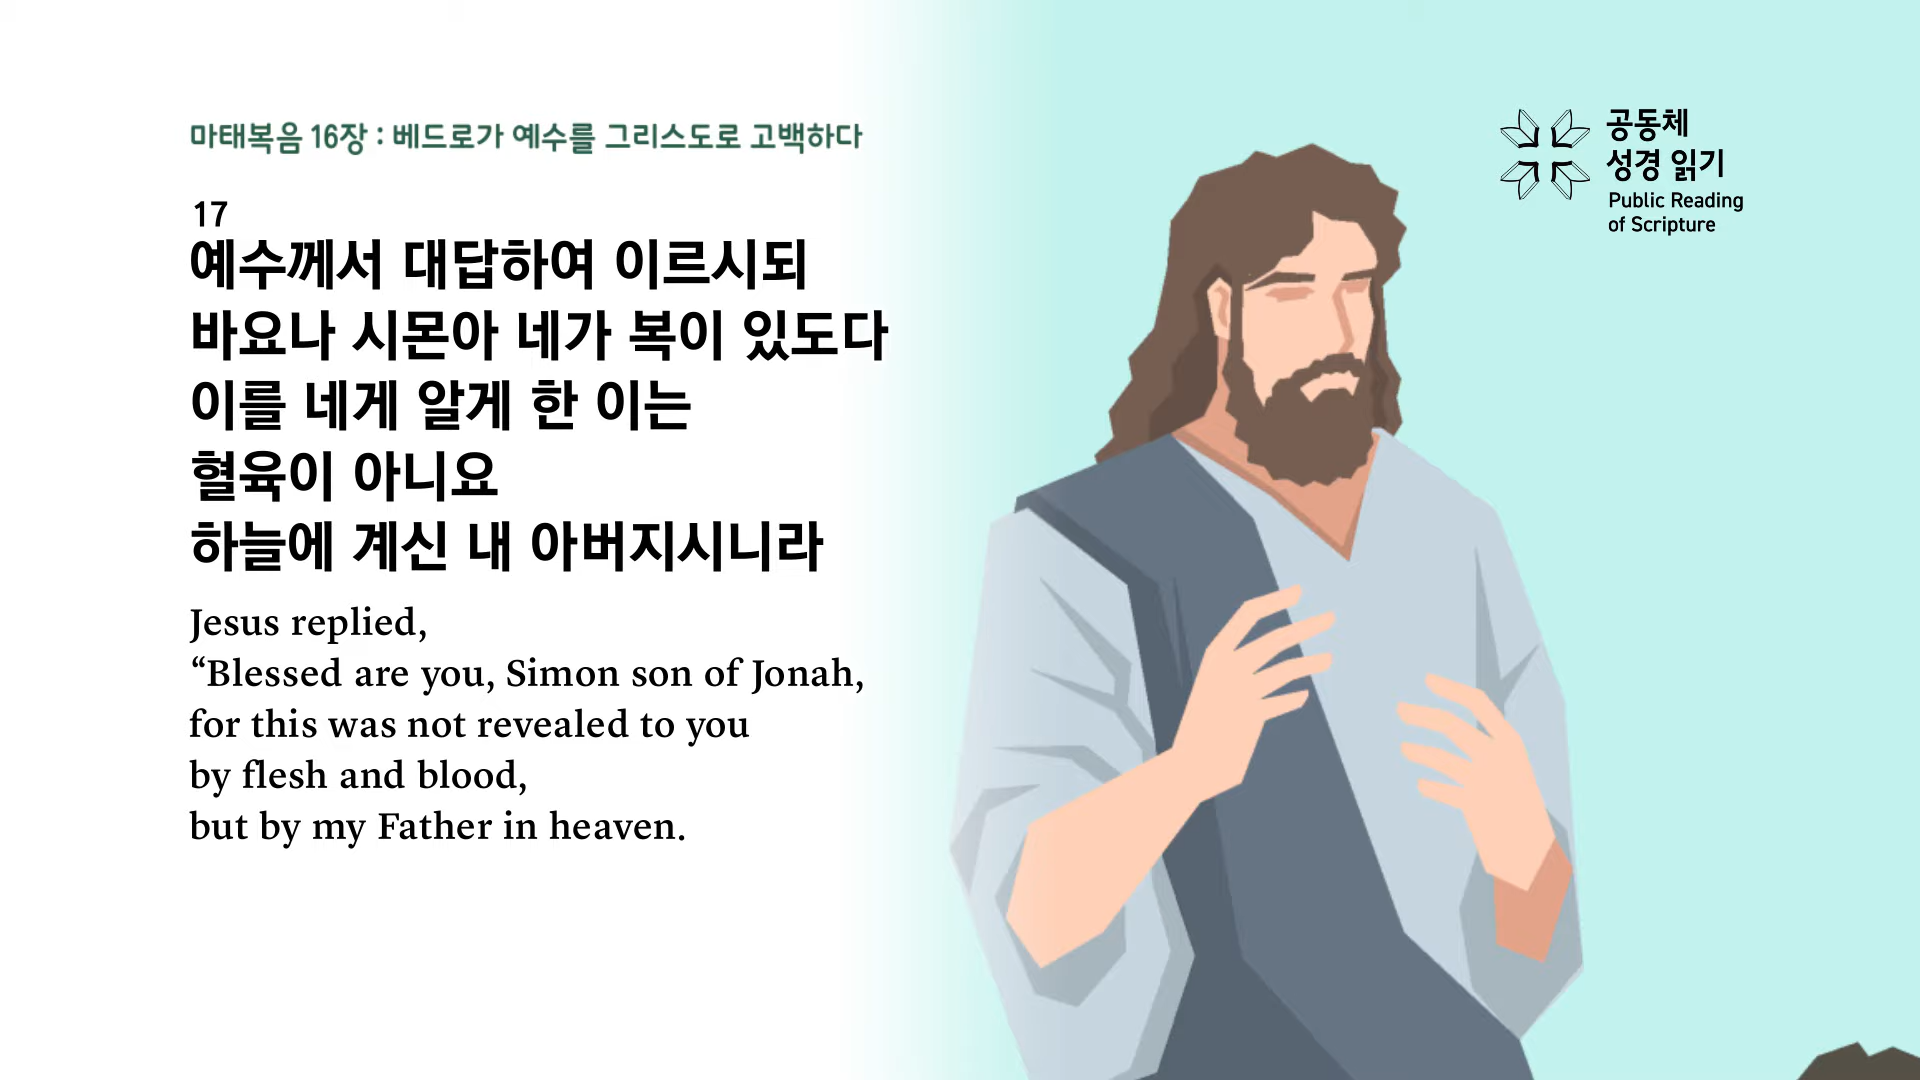 마태복음 16장 : 베드로가 예수를 그리스도로 고백하다
공동체
성경 읽기
Public Reading
of Scripture
17
예수께서 대답하여 이르시되
바요나 시몬아 네가 복이 있도다
이를 네게 알게 한 이는
혈육이 아니요
하늘에 계신 내 아버지시니라
Jesus replied,
“Blessed are you, Simon son of Jonah,
for this was not revealed to you
by flesh and blood,
but by my Father in heaven.